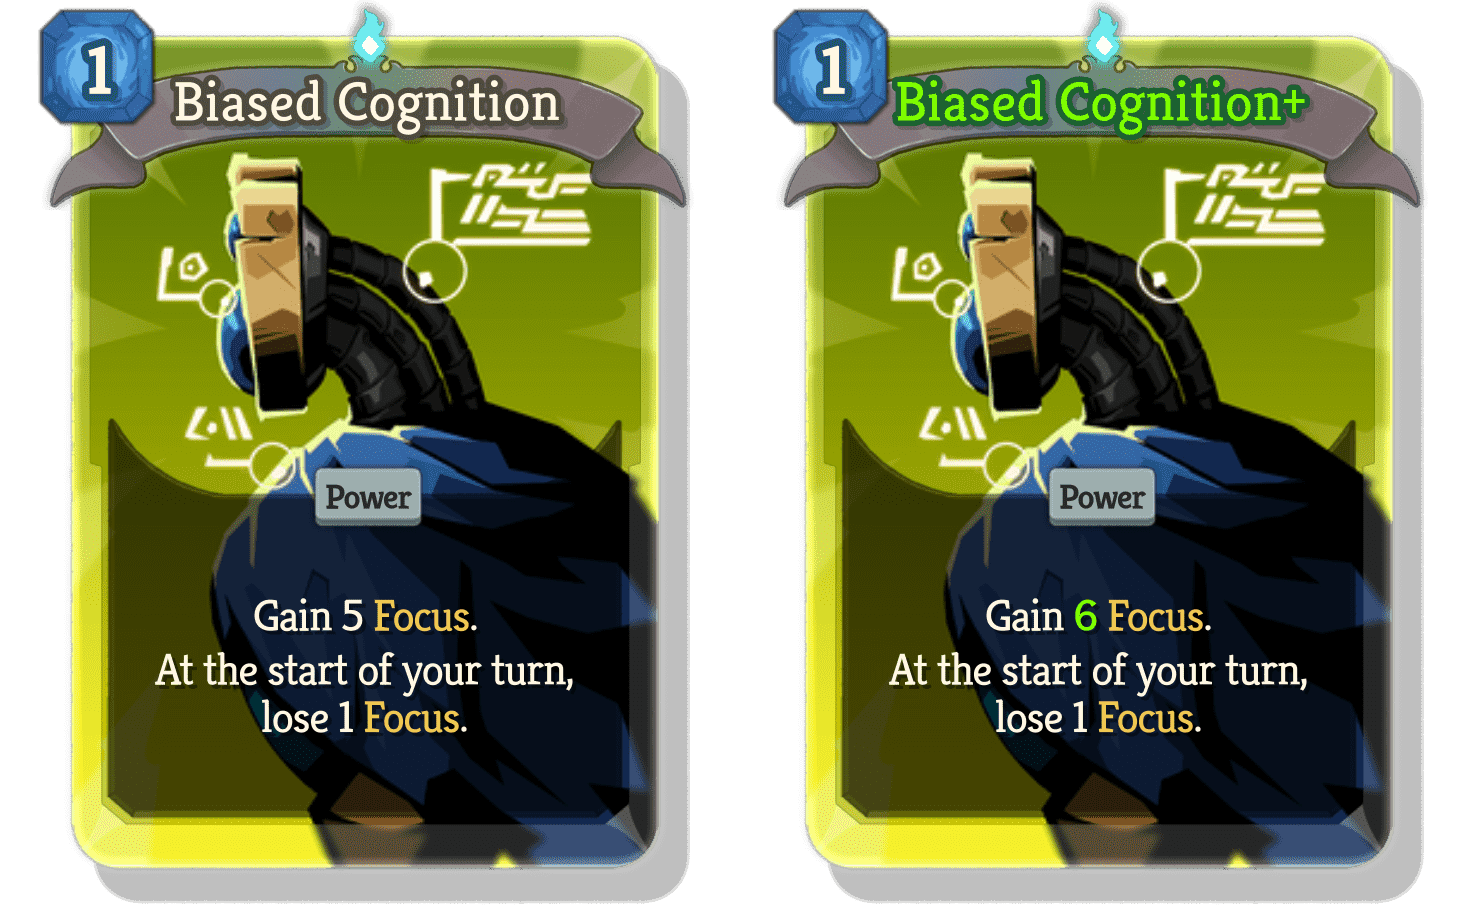 1
Biased Cognition
Power
Gain 5 Focus.
At the start of your turn,
lose 1 Focus.
1
Biased Cognition+
Power
Gain 6 Focus.
At the start of your turn,
lose 1 Focus.